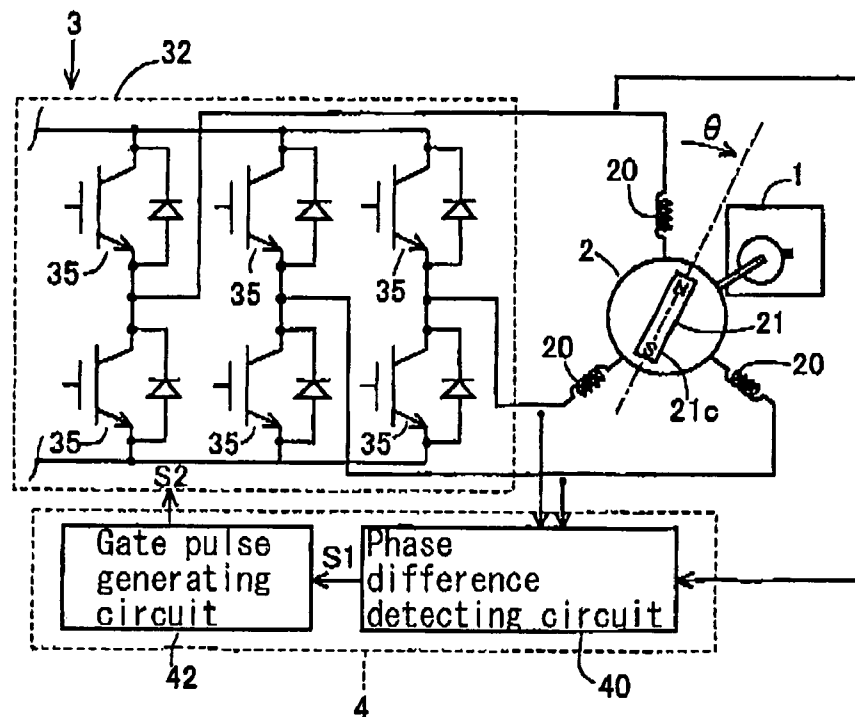 3
32
θ
1
20
2
35
35
35
N
21
20
20
S
21c
35
35
35
S2
Gate pulse
generating
circuit
S1
Phase
difference
detecting circuit
42
40
4